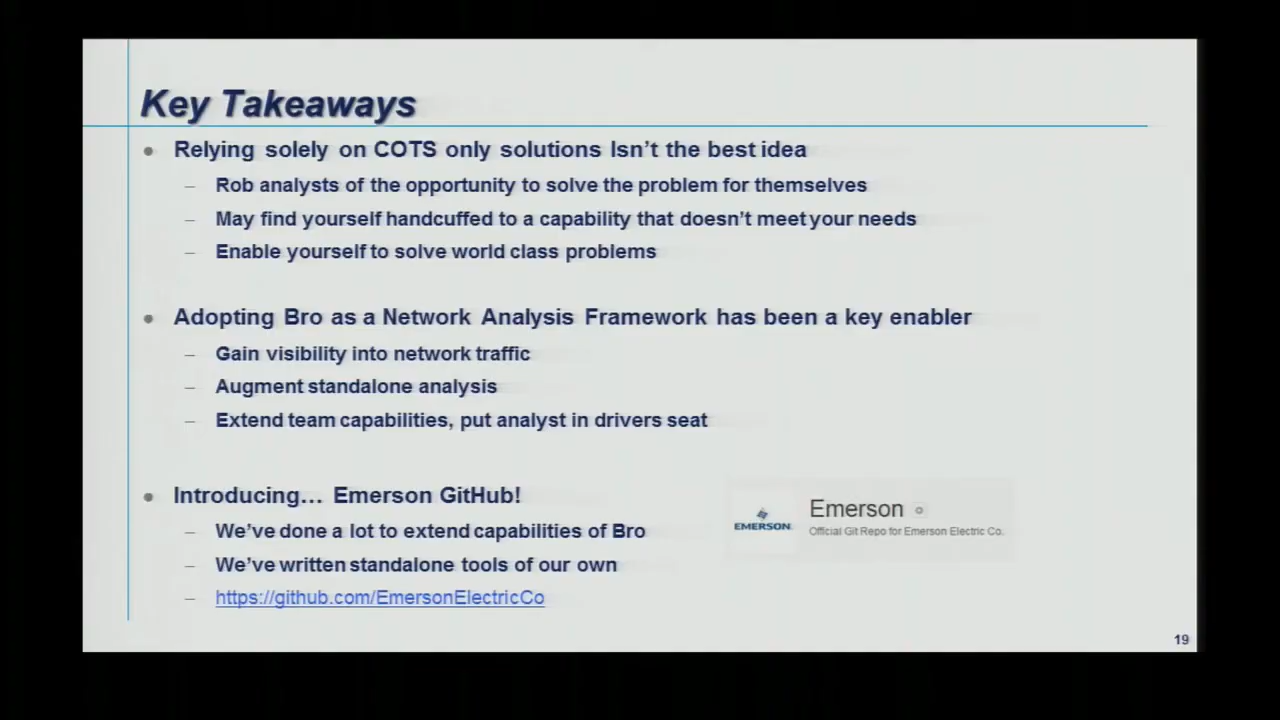 Key Takeaways
Relying solely on COTS only solutions Isn't the best idea
Rob analysts of the opportunity to solve the problem for themselves
May find yourself handcuffed to a capability that doesn't meet your needs
Enable yourself to solve world class problems
Adopting Bro as a Network Analysis Framework has been a key enabler
Gain visibility into network traffic
Augment standalone analysis
Extend team capabilities, put analyst in drivers seat
Introducing... Emerson GitHub!
We've done a lot to extend capabilities of Bro
We've written standalone tools of our own
https://github.com/EmersonElectricCo
EMERSON
Emerson
Official Git Repo for Emerson Electric Co.
19